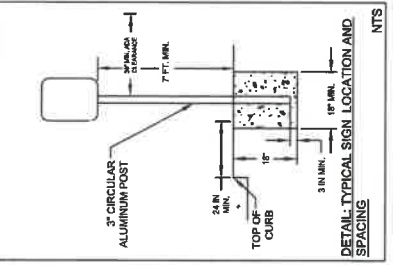 36" MIN. ADA
CLEARANCE
7 FT. MIN.
3" CIRCULAR
ALUMINUM POST
24 IN
MIN.
TOP OF
CURB
18"
18" MIN.
3 IN MIN.
DETAIL: TYPICAL SIGN LOCATION AND
SPACING
NTS